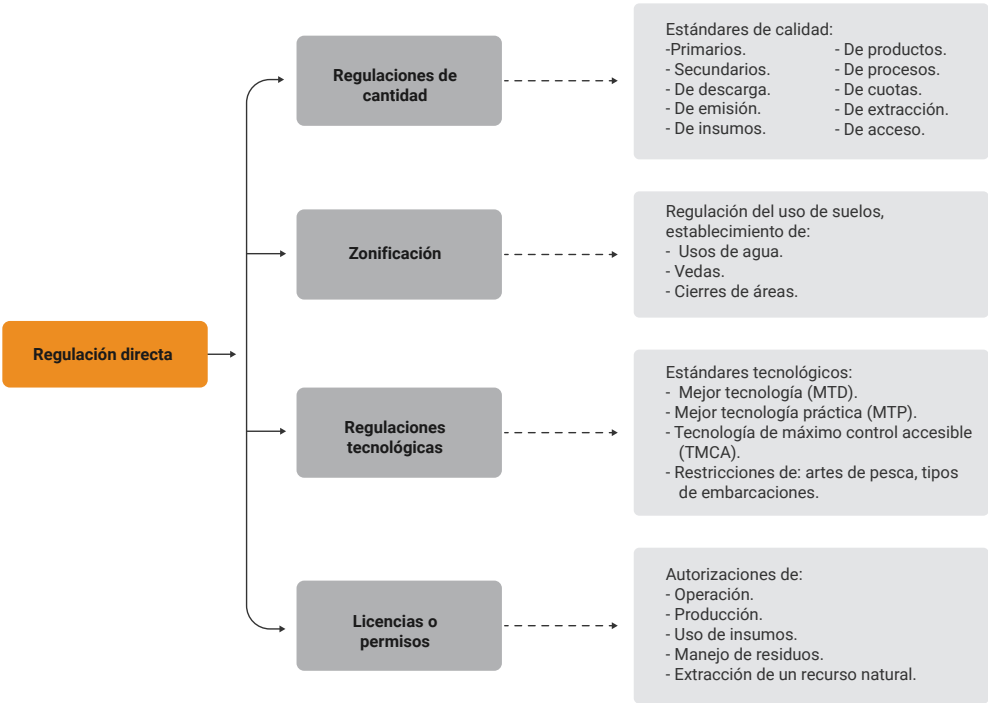 Regulación directa
Regulaciones de
cantidad
Estándares de calidad:
-Primarios.
- Secundarios.
- De descarga.
- De emisión.
- De insumos.
- De productos.
- De procesos.
- De cuotas.
- De extracción.
- De acceso.
Zonificación
Regulación del uso de suelos,
establecimiento de:
- Usos de agua.
- Vedas.
- Cierres de áreas.
Regulaciones
tecnológicas
Estándares tecnológicos:
- Mejor tecnología (MTD).
- Mejor tecnología práctica (MTP).
- Tecnología de máximo control accesible
(TMCA).
- Restricciones de: artes de pesca, tipos
de embarcaciones.
Licencias o
permisos
Autorizaciones de:
- Operación.
- Producción.
- Uso de insumos.
- Manejo de residuos.
- Extracción de un recurso natural.